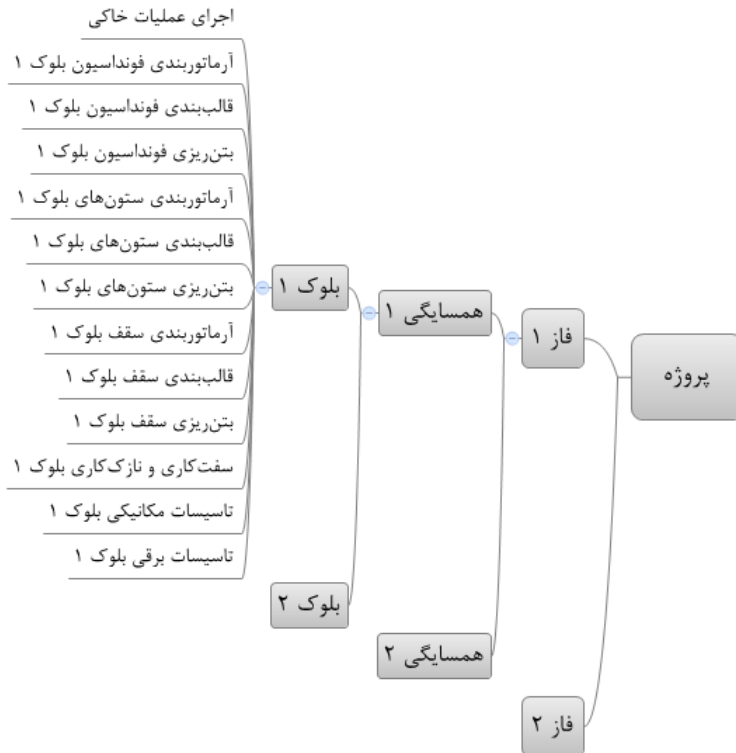 پروژه
فاز ۱
همسایگی ۱
بلوک ۱
اجرای عملیات خاکی
آرماتوربندی فونداسیون بلوک ۱
قالب‌بندی فونداسیون بلوک ۱
بتن‌ریزی فونداسیون بلوک ۱
آرماتوربندی ستون‌های بلوک ۱
قالب‌بندی ستون‌های بلوک ۱
بتن‌ریزی ستون‌های بلوک ۱
آرماتوربندی سقف بلوک ۱
قالب‌بندی سقف بلوک ۱
بتن‌ریزی سقف بلوک ۱
سفت‌کاری و نازک‌کاری بلوک ۱
تاسیسات مکانیکی بلوک ۱
تاسیسات برقی بلوک ۱
بلوک ۲
همسایگی ۲
فاز ۲